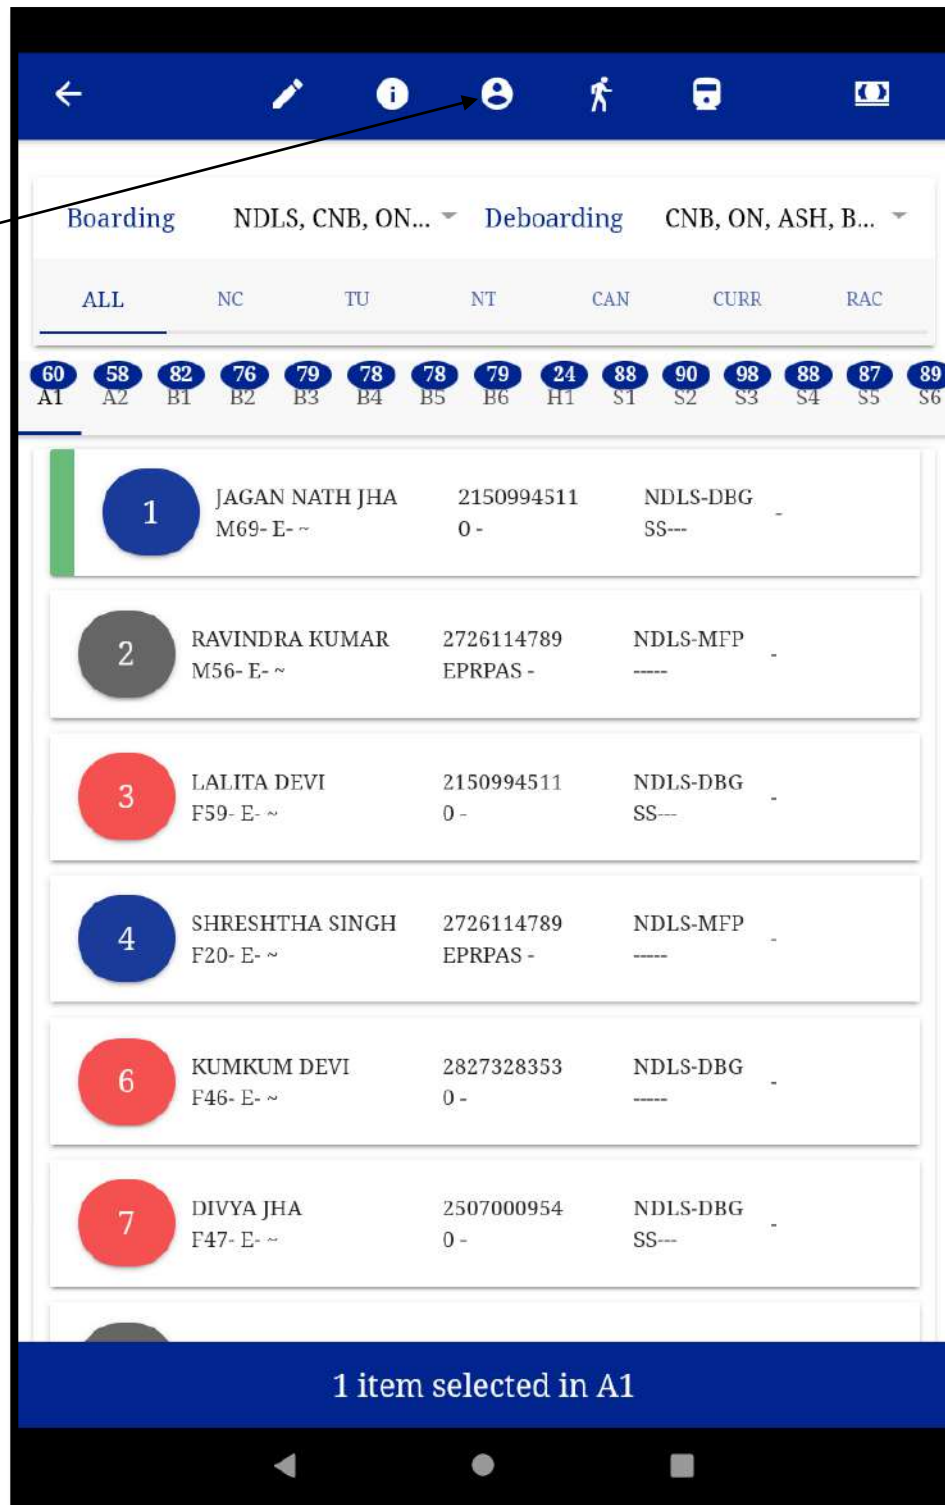 Boarding NDLS, CNB, ON... Deboarding CNB, ON, ASH, B...
ALL NC TU NT CAN CURR RAC
60 58 82 76 79 78 78 79 24 88 90 98 88 87 89
A1 A2 B1 B2 B3 B4 B5 B6 H1 S1 S2 S3 S4 S5 S6
1 JAGAN NATH JHA 2150994511 NDLS-DBG -
M69- E- ~ 0 - SS---
2 RAVINDRA KUMAR 2726114789 NDLS-MFP -
M56- E- ~ EPRPAS - -----
3 LALITA DEVI 2150994511 NDLS-DBG -
F59- E- ~ 0 - SS---
4 SHRESHTHA SINGH 2726114789 NDLS-MFP -
F20- E- ~ EPRPAS - -----
6 KUMKUM DEVI 2827328353 NDLS-DBG -
F46- E- ~ 0 - -----
7 DIVYA JHA 2507000954 NDLS-DBG -
F47- E- ~ 0 - SS---
1 item selected in A1